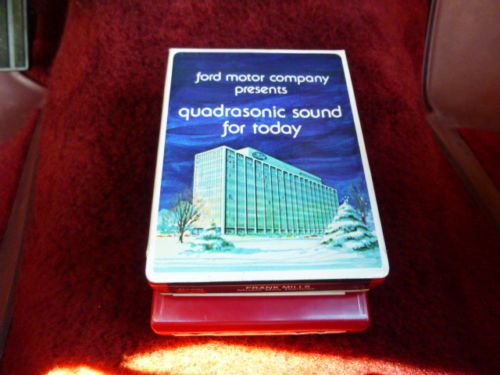 ford motor company
presents
quadrasonic sound
for today
FRANK MILLS